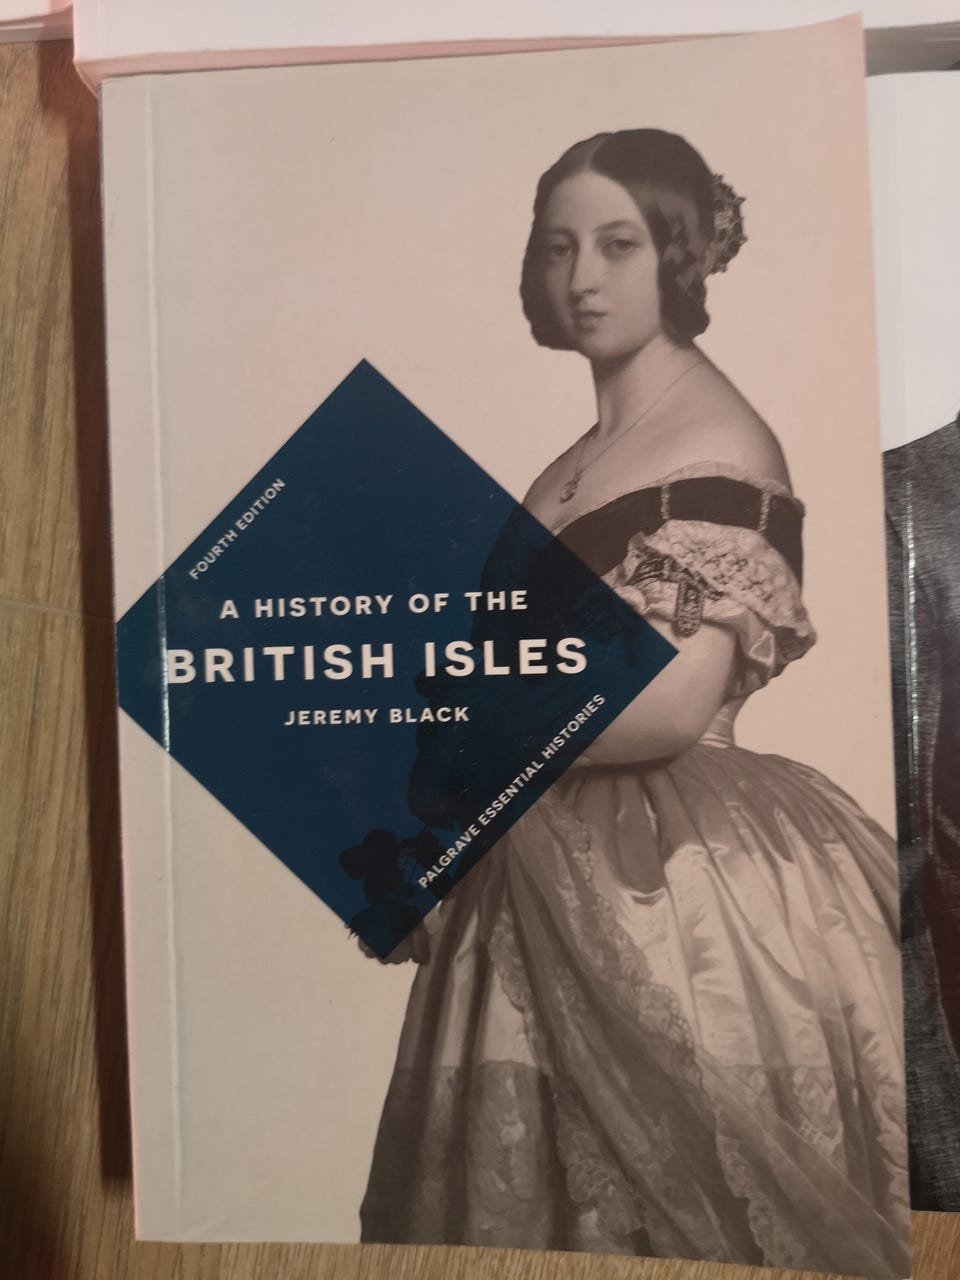 FOURTH EDITION
A HISTORY OF THE
BRITISH ISLES
JEREMY BLACK
PALGRAVE ESSENTIAL HISTORIES